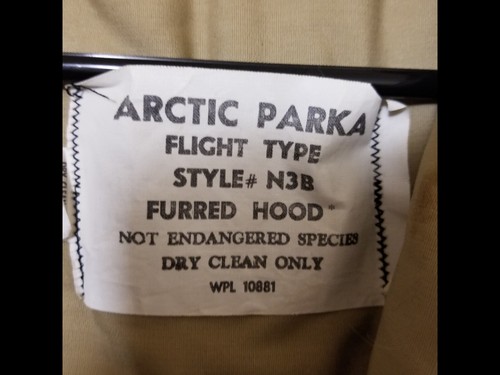 ARCTIC PARKA
FLIGHT TYPE
STYLE# N3B
FURRED HOOD
NOT ENDANGERED SPECIES
DRY CLEAN ONLY
WPL 10881